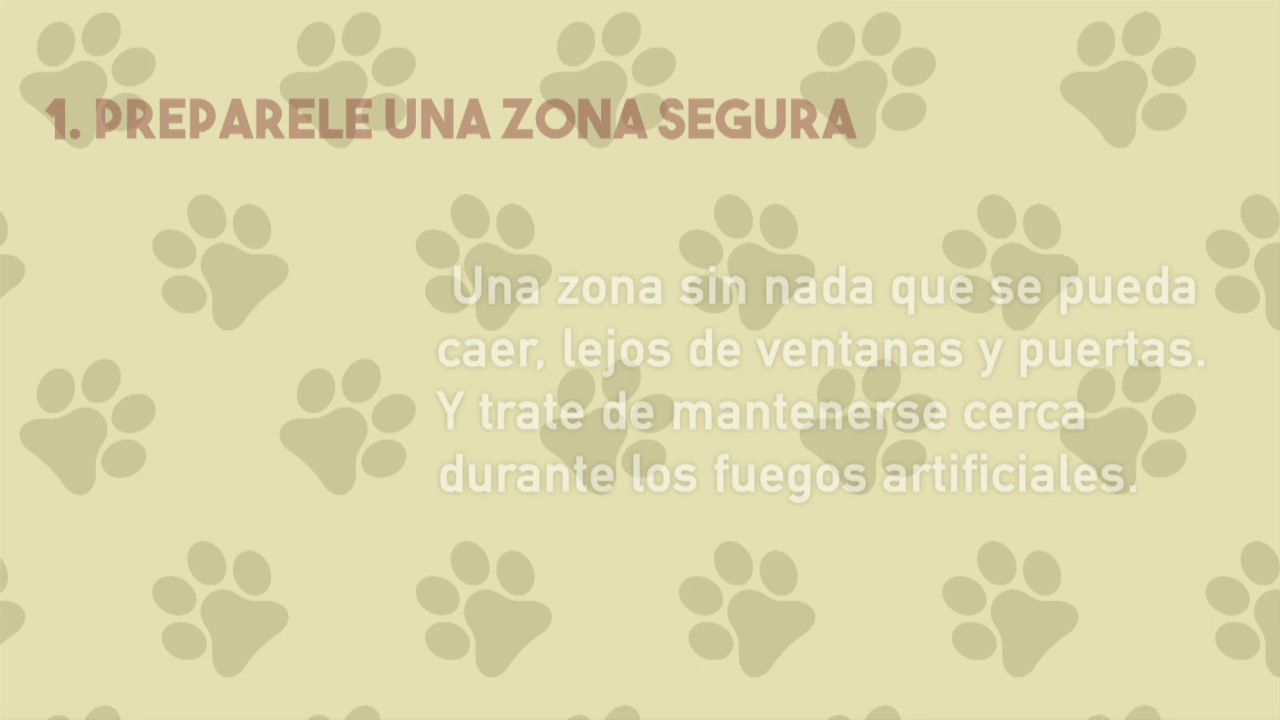 1. PREPARELE UNA ZONA SEGURA
Una zona sin nada que se pueda
caer, lejos de ventanas y puertas.
Y trate de mantenerse cerca
durante los fuegos artificiales.